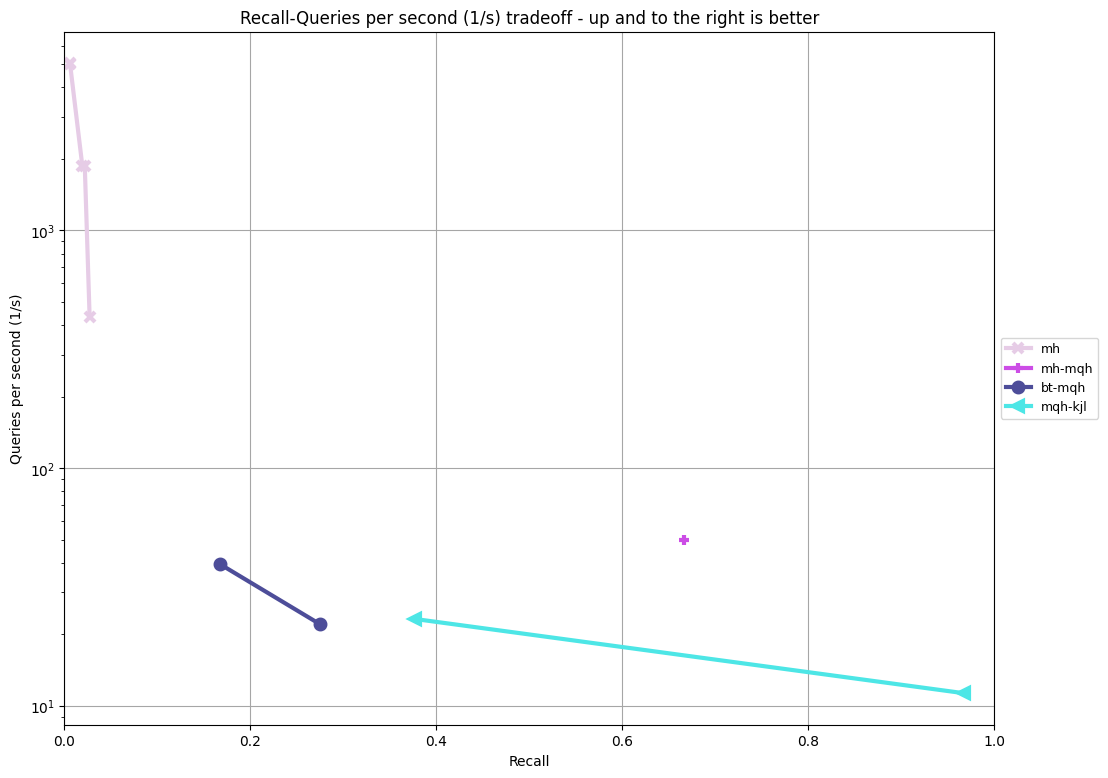 Recall-Queries per second (1/s) tradeoff - up and to the right is better
Queries per second (1/s)
10³
10²
10¹
0.0 0.2 0.4 0.6 0.8 1.0
Recall
mh
mh-mqh
bt-mqh
mqh-kjl